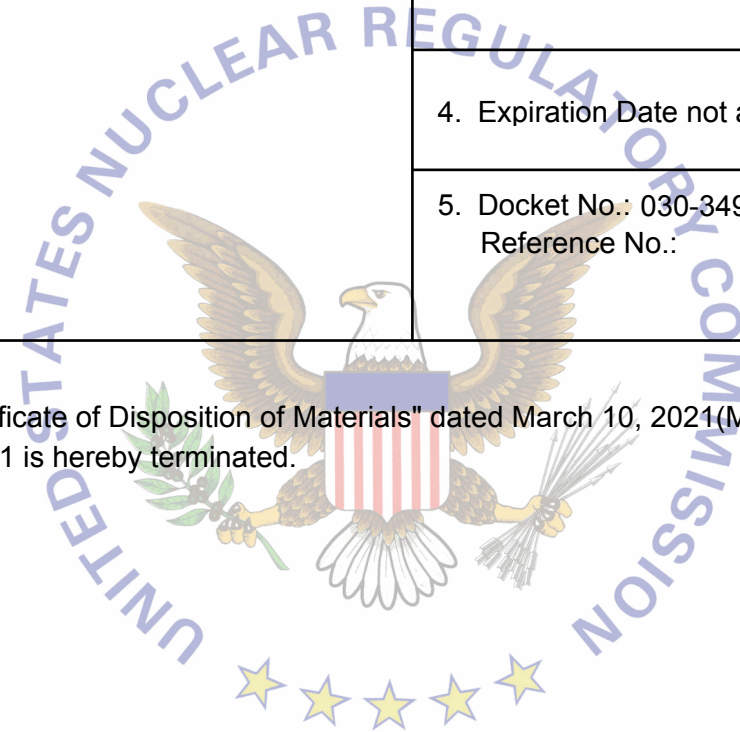 UNITED STATES NUCLEAR REGULATORY COMMISSION
4. Expiration Date not
5. Docket No.: 030-349
Reference No.:
of Disposition of Materials" dated March 10, 2021(M
1 is hereby terminated.